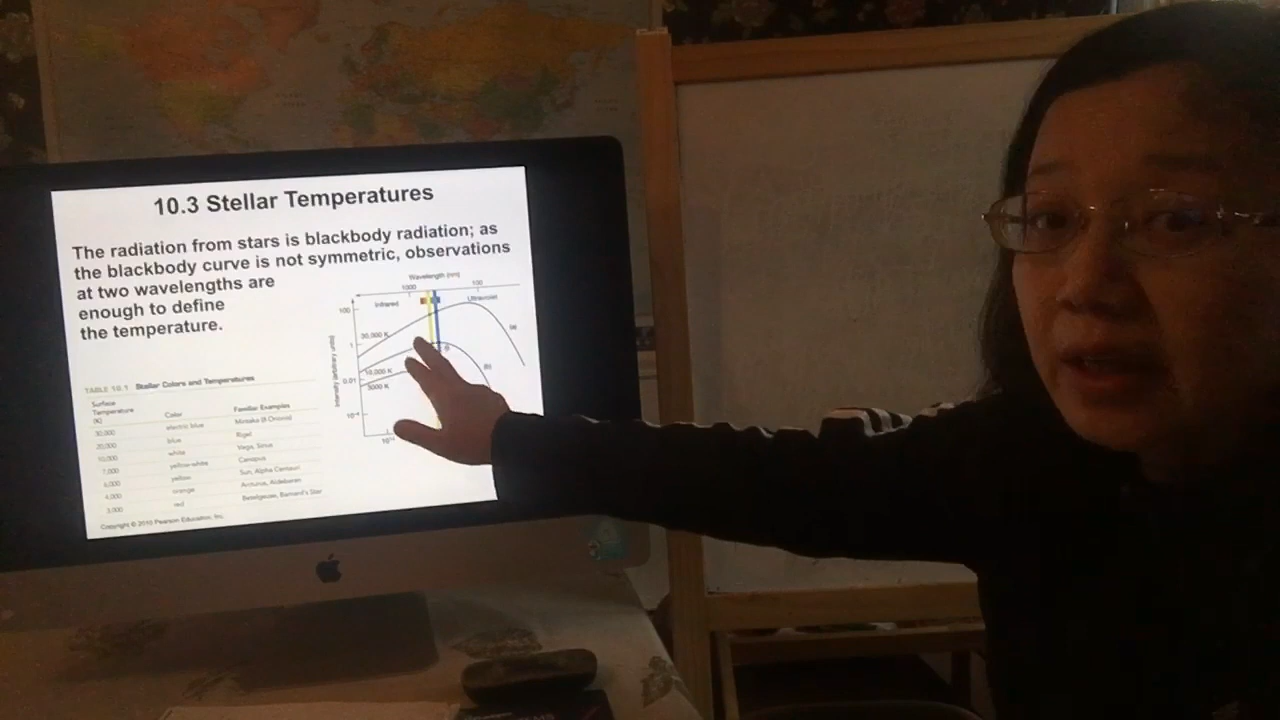 10.3 Stellar Temperatures
The radiation from stars is blackbody radiation; as
the blackbody curve is not symmetric, observations
at two wavelengths are
enough to define
the temperature.
Wavelength (nm)
1000 100
Infrared Ultraviolet
100
30,000 K
1
10,000 K
0.01
3000 K
Intensity (arbitrary units)
TABLE 10.1 Stellar Colors and Temperatures
Surface
Temperature
(K) Color Familiar Examples
30,000 electric blue Mintaka (δ Orionis)
20,000 blue Rigel
10,000 white Vega, Sirius
7,000 yellow-white Canopus
6,000 yellow Sun, Alpha Centauri
4,000 orange Arcturus, Aldebaran
3,000 red Betelgeuse, Barnard's Star
Copyright © 2010 Pearson Education, Inc.